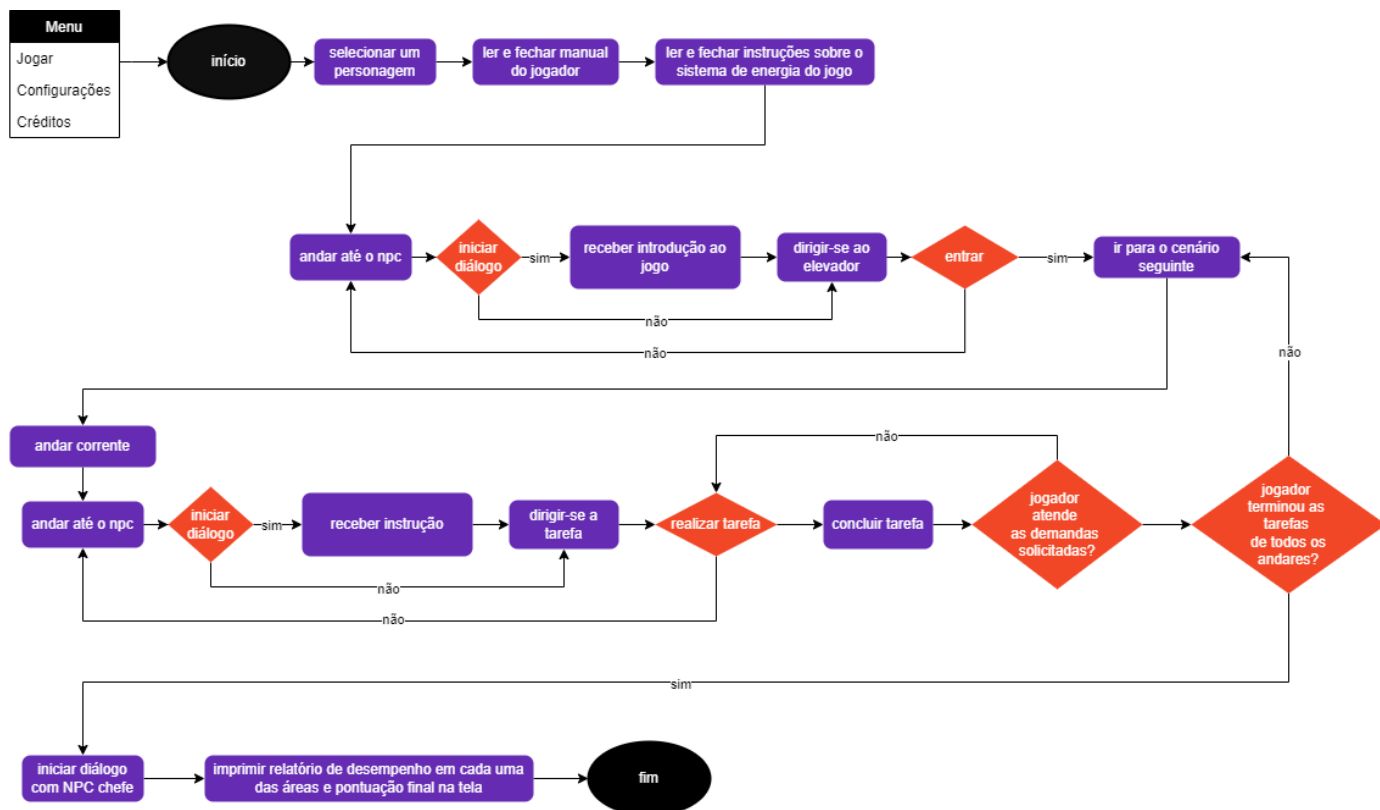 Menu
Jogar
Configurações
Créditos
início
selecionar um
personagem
ler e fechar manual
do jogador
ler e fechar instruções sobre o
sistema de energia do jogo
andar até o npc
iniciar
diálogo
sim
receber introdução ao
jogo
dirigir-se ao
elevador
entrar
sim
ir para o cenário
seguinte
não
não
não
andar corrente
andar até o npc
iniciar
diálogo
sim
receber instrução
dirigir-se a
tarefa
realizar tarefa
concluir tarefa
não
jogador
atende
as demandas
solicitadas?
jogador
terminou as
tarefas
de todos os
andares?
não
não
sim
iniciar diálogo
com NPC chefe
imprimir relatório de desempenho em cada uma
das áreas e pontuação final na tela
fim